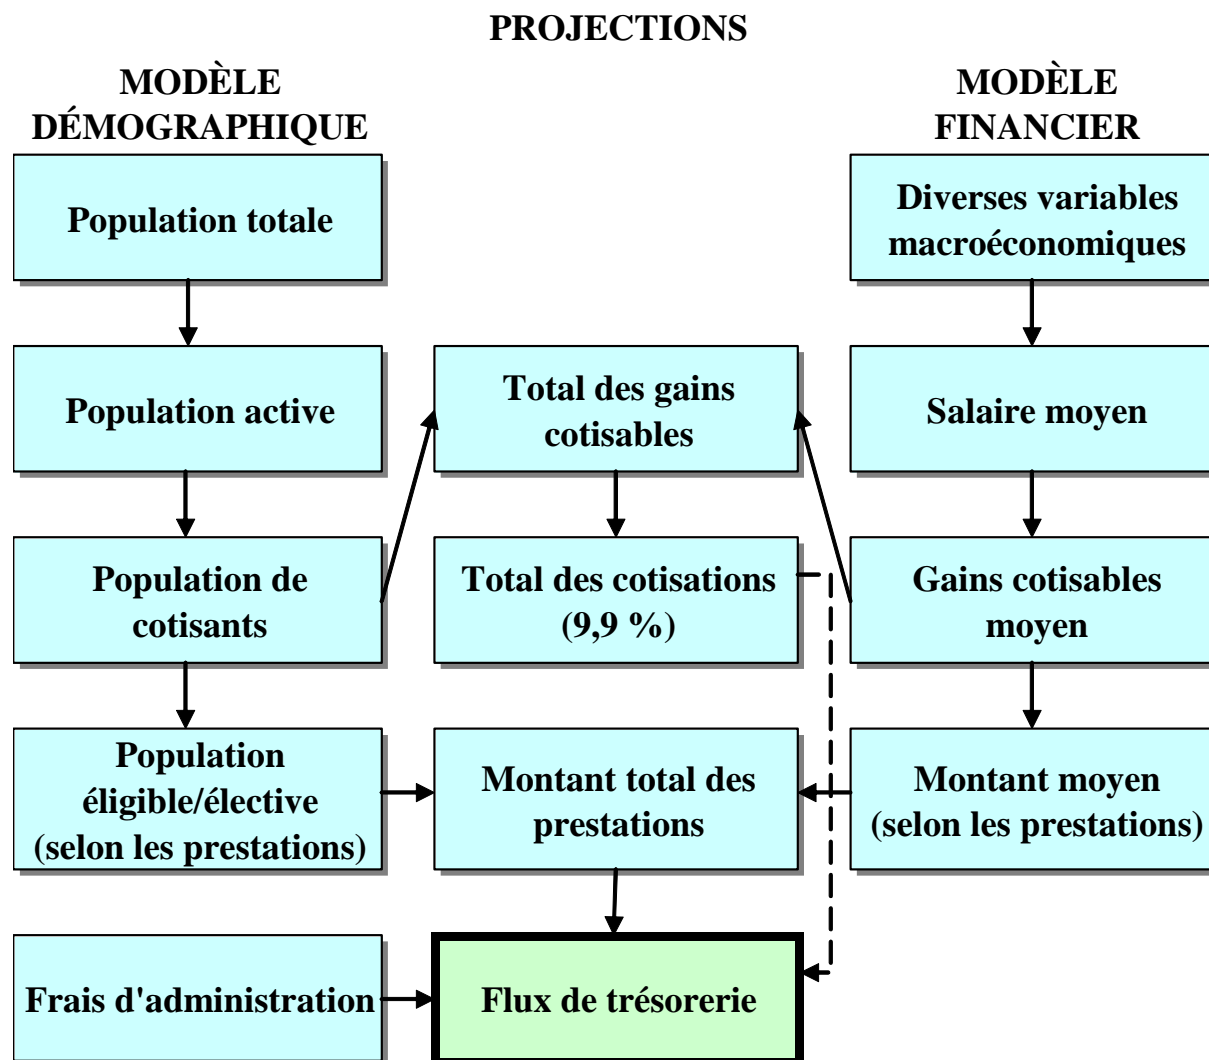 PROJECTIONS
MODÈLE
DÉMOGRAPHIQUE
MODÈLE
FINANCIER
Population totale
Diverses variables
macroéconomiques
Population active
Total des gains
cotisables
Salaire moyen
Population de
cotisants
Total des cotisations
(9,9 %)
Gains cotisables
moyen
Population
éligible/élective
(selon les prestations)
Montant total des
prestations
Montant moyen
(selon les prestations)
Frais d'administration
Flux de trésorerie